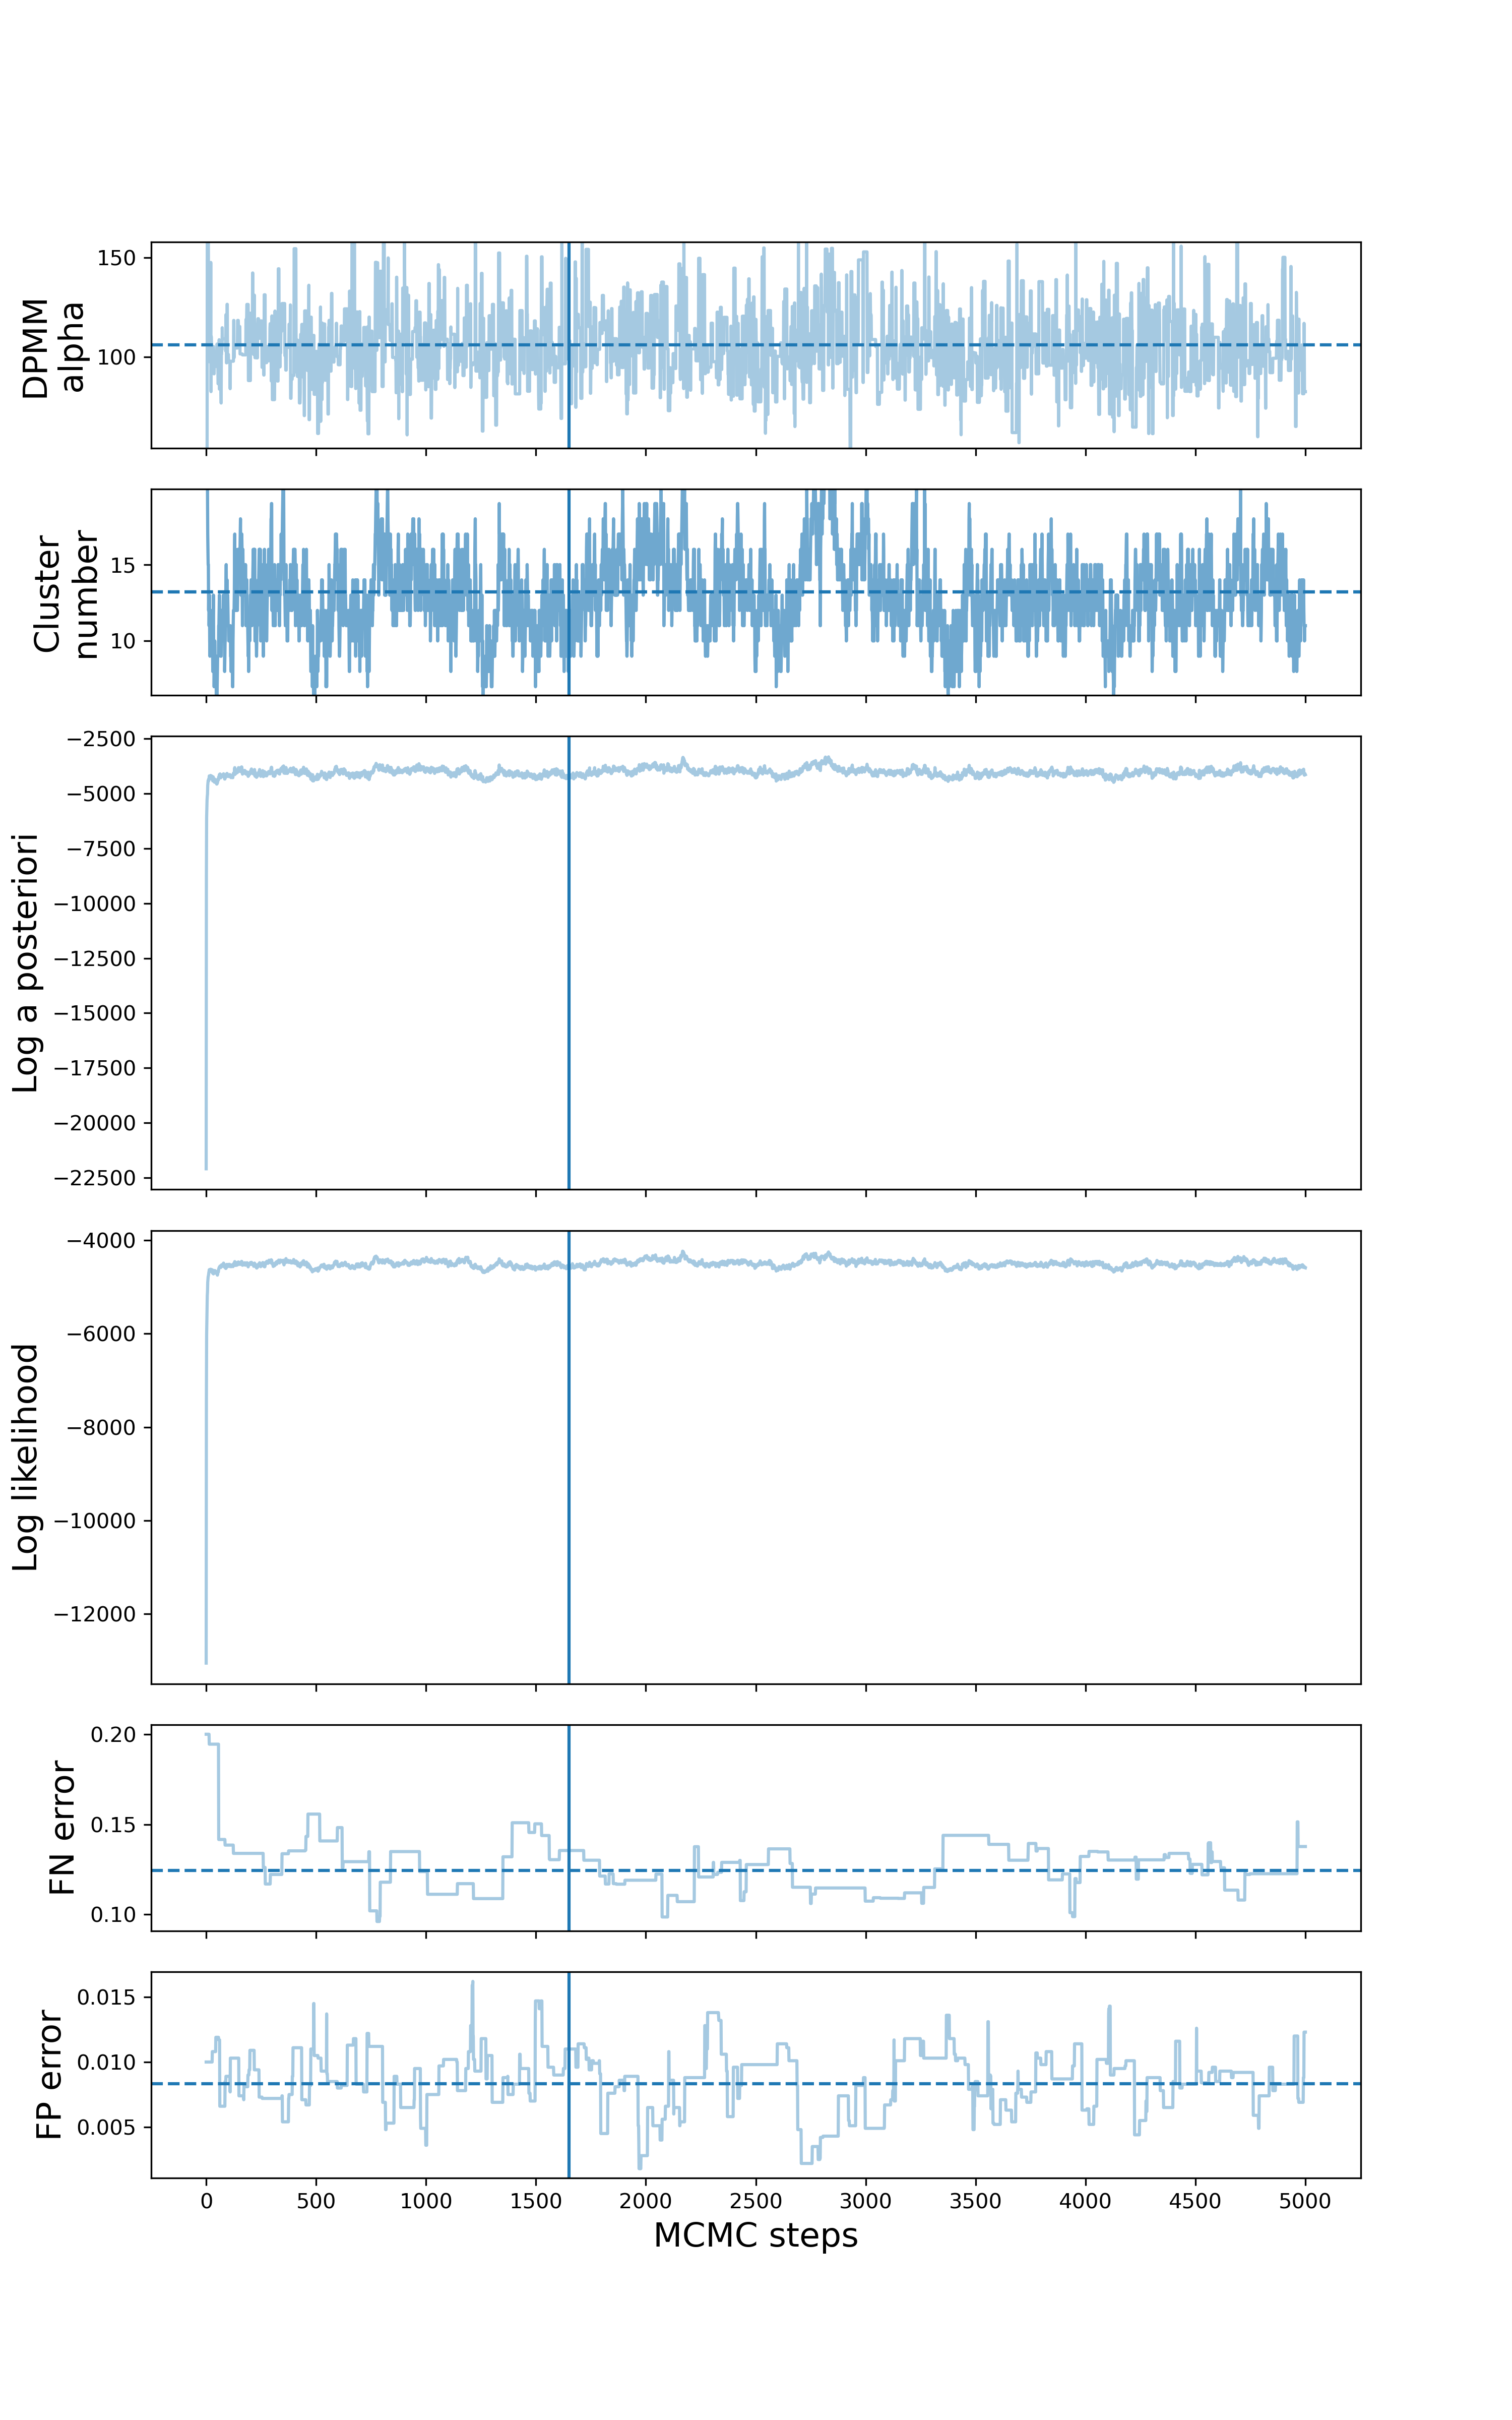 150
100
DPMM
alpha
15
10
Cluster
number
−2500
−5000
−7500
−10000
−12500
−15000
−17500
−20000
−22500
Log a posteriori
−4000
−6000
−8000
−10000
−12000
Log likelihood
0.20
0.15
0.10
FN error
0.015
0.010
0.005
FP error
0 500 1000 1500 2000 2500 3000 3500 4000 4500 5000
MCMC steps